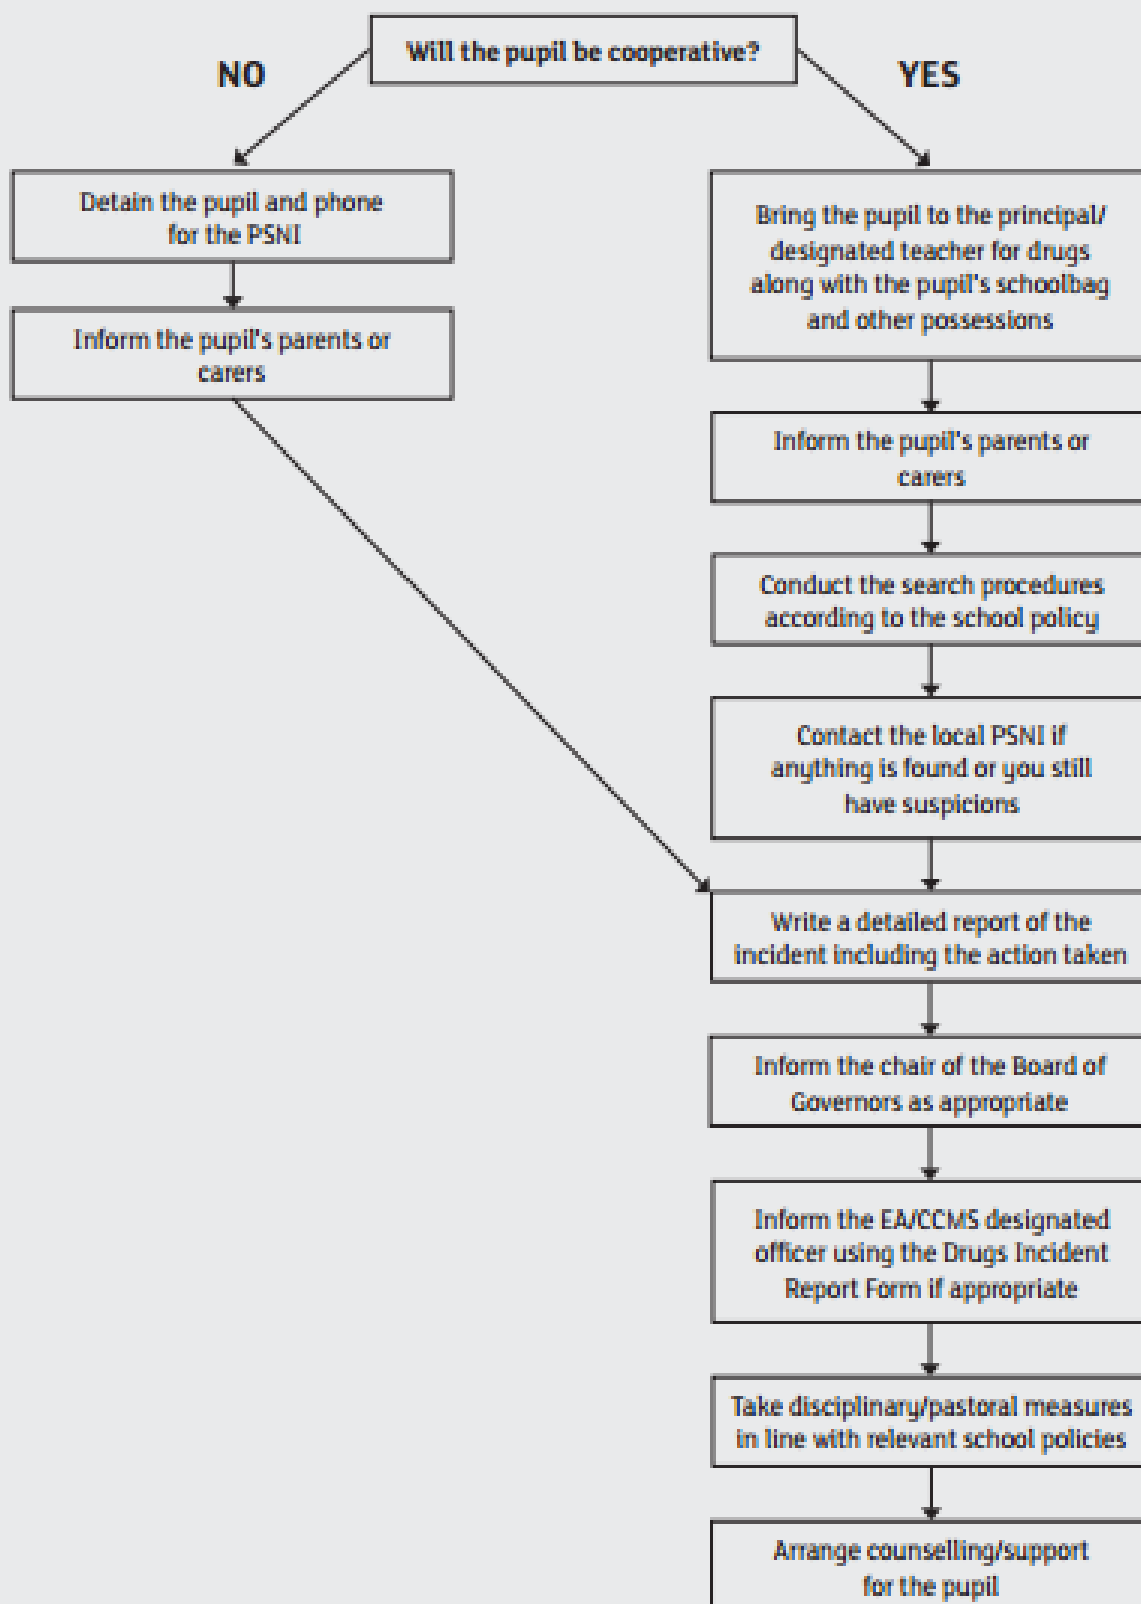 Will the pupil be cooperative?
NO
YES
Detain the pupil and phone
for the PSNI
Inform the pupil's parents or
carers
Bring the pupil to the principal/
designated teacher for drugs
along with the pupil's schoolbag
and other possessions
Inform the pupil's parents or
carers
Conduct the search procedures
according to the school policy
Contact the local PSNI if
anything is found or you still
have suspicions
Write a detailed report of the
incident including the action taken
Inform the chair of the Board of
Governors as appropriate
Inform the EA/CCMS designated
officer using the Drugs Incident
Report Form if appropriate
Take disciplinary/pastoral measures
in line with relevant school policies
Arrange counselling/support
for the pupil